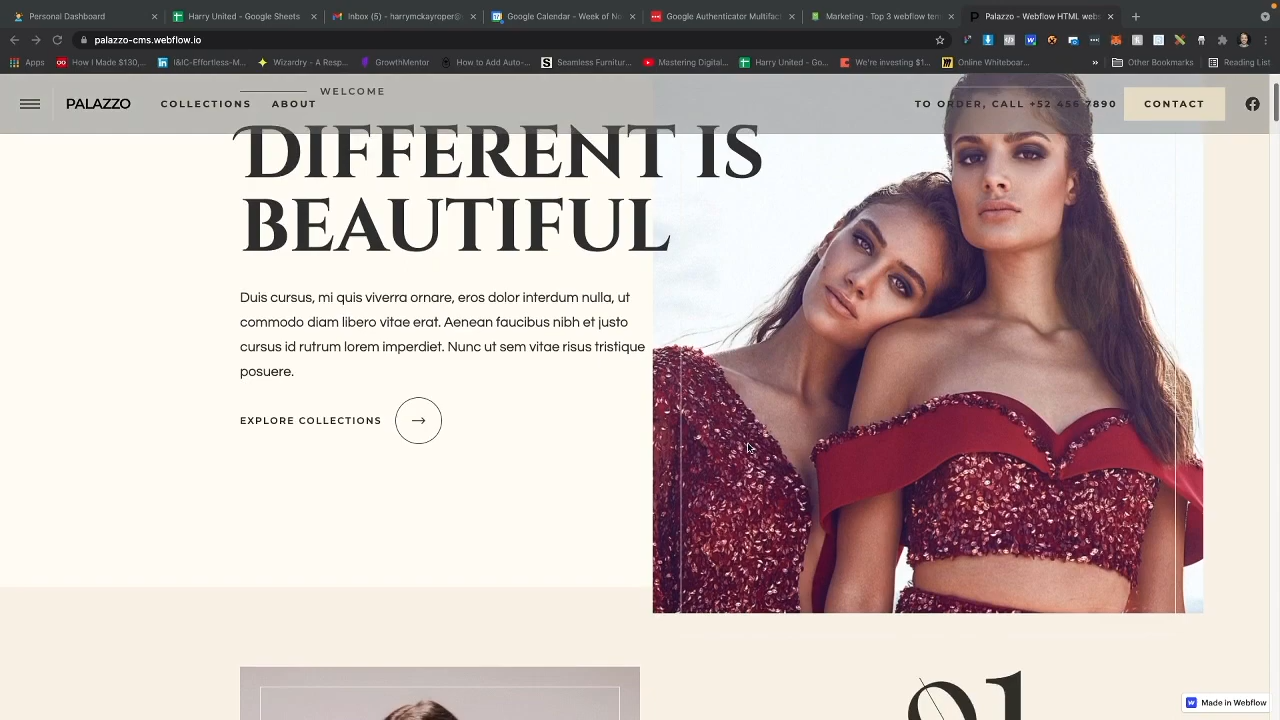 Personal Dashboard
Harry United - Google Sheets
Inbox (5) - harrymckayroper@
Google Calendar - Week of No
Google Authenticator Multifac
Marketing - Top 3 webflow tem
Palazzo - Webflow HTML webs
palazzo-cms.webflow.io
Apps
How I Made $130,...
i&IC-Effortless-M...
Wizardry - A Resp...
GrowthMentor
How to Add Auto-...
Seamless Furnitur...
Mastering Digital...
Harry United - Go...
We're investing $1...
Online Whiteboar...
Other Bookmarks
Reading List
WELCOME
PALAZZO
COLLECTIONS
ABOUT
TO ORDER, CALL +52 456 7890
CONTACT
DIFFERENT IS
BEAUTIFUL
Duis cursus, mi quis viverra ornare, eros dolor interdum nulla, ut
commodo diam libero vitae erat. Aenean faucibus nibh et justo
cursus id rutrum lorem imperdiet. Nunc ut sem vitae risus tristique
posuere.
EXPLORE COLLECTIONS
01
Made in Webflow